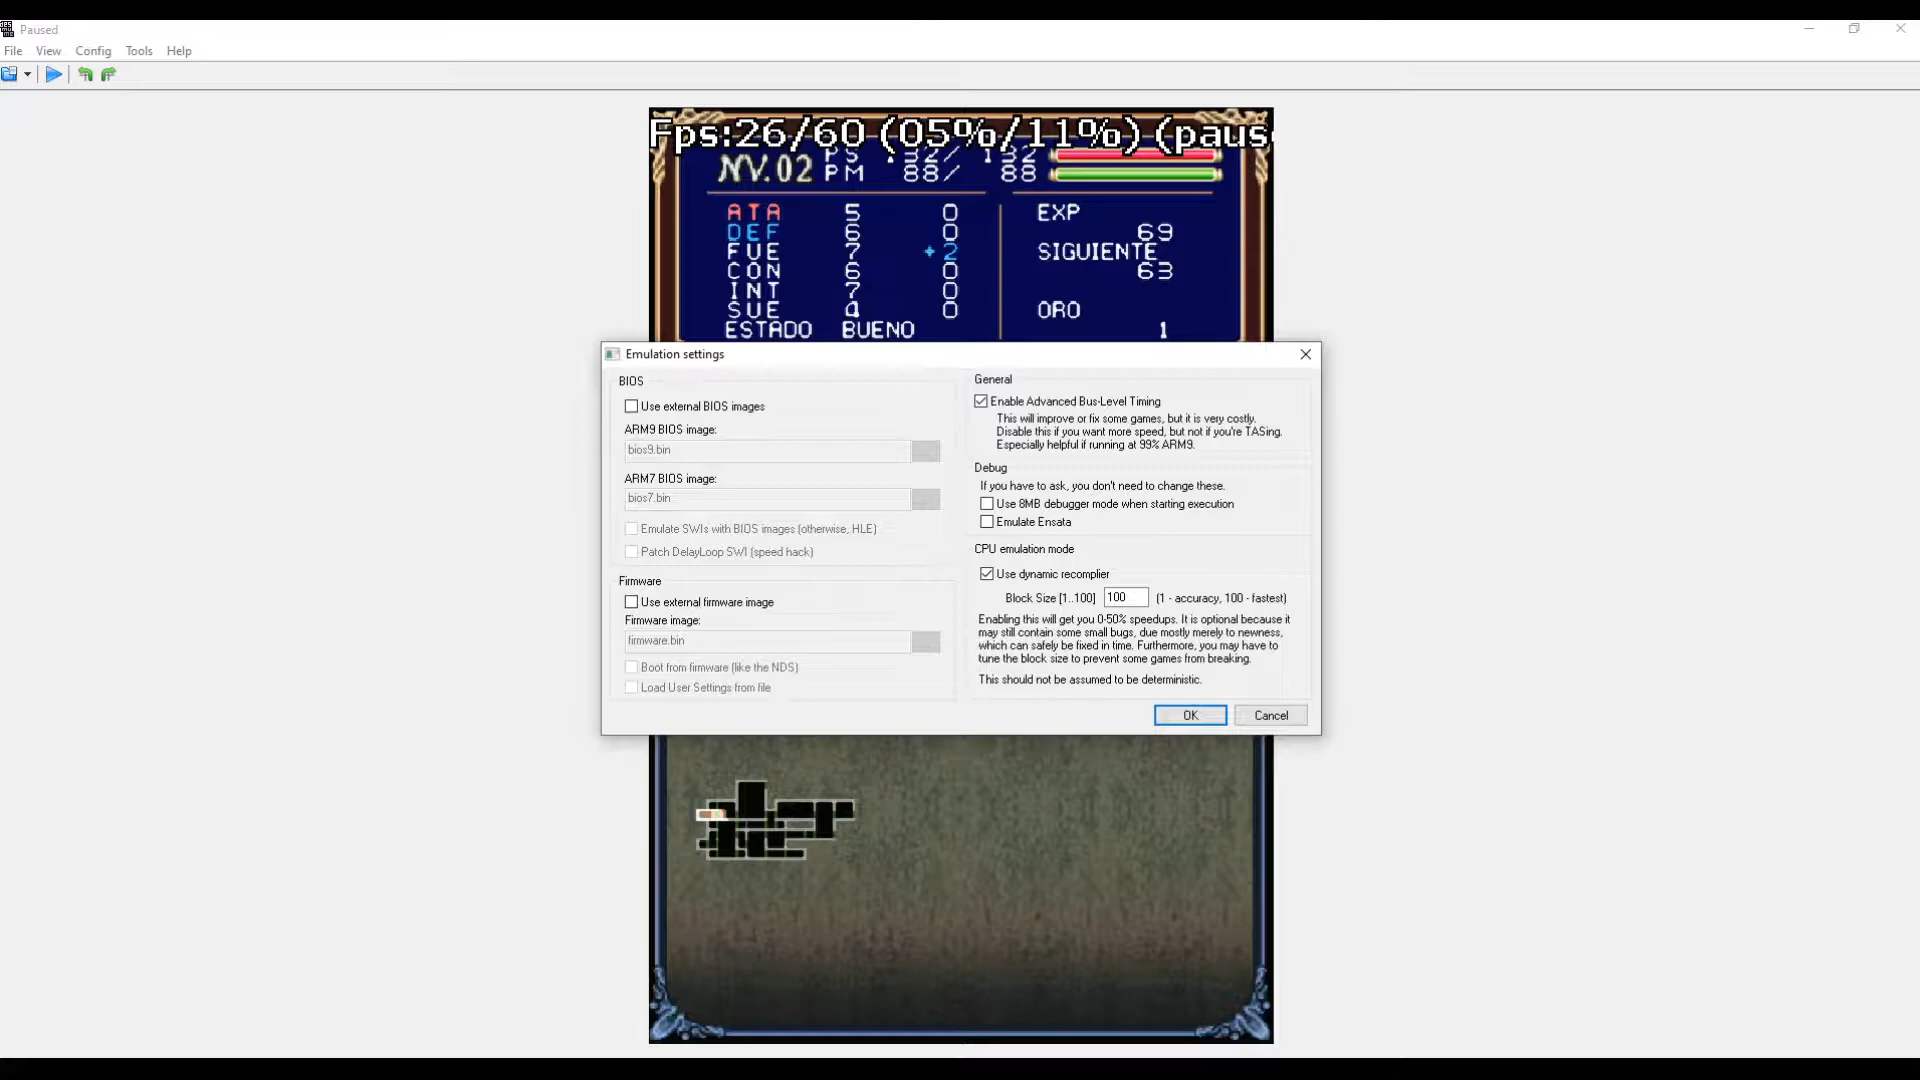 Paused
File View Config Tools Help
Fps:26/60 (05%/11%) (paus
NV.02 PS 132/ 132
PM 88/ 88
ATA 5 0 EXP
DEF 6 0 69
FUE 7 +2 SIGUIENTE
CON 6 0 63
INT 7 0
SUE 4 0 ORO
ESTADO BUENO 1
Emulation settings
BIOS
Use external BIOS images
ARM9 BIOS image:
bios9.bin
ARM7 BIOS image:
bios7.bin
Emulate SWIs with BIOS images (otherwise, HLE)
Patch DelayLoop SWI (speed hack)
Firmware
Use external firmware image
Firmware image:
firmware.bin
Boot from firmware (like the NDS)
Load User Settings from file
General
Enable Advanced Bus-Level Timing
This will improve or fix some games, but it is very costly.
Disable this if you want more speed, but not if you're TASing.
Especially helpful if running at 99% ARM9.
Debug
If you have to ask, you don't need to change these.
Use 8MB debugger mode when starting execution
Emulate Ensata
CPU emulation mode
Use dynamic recomplier
Block Size [1..100] 100 (1 - accuracy, 100 - fastest)
Enabling this will get you 0-50% speedups. It is optional because it
may still contain some small bugs, due mostly merely to newness,
which can safely be fixed in time. Furthermore, you may have to
tune the block size to prevent some games from breaking.
This should not be assumed to be deterministic.
OK Cancel